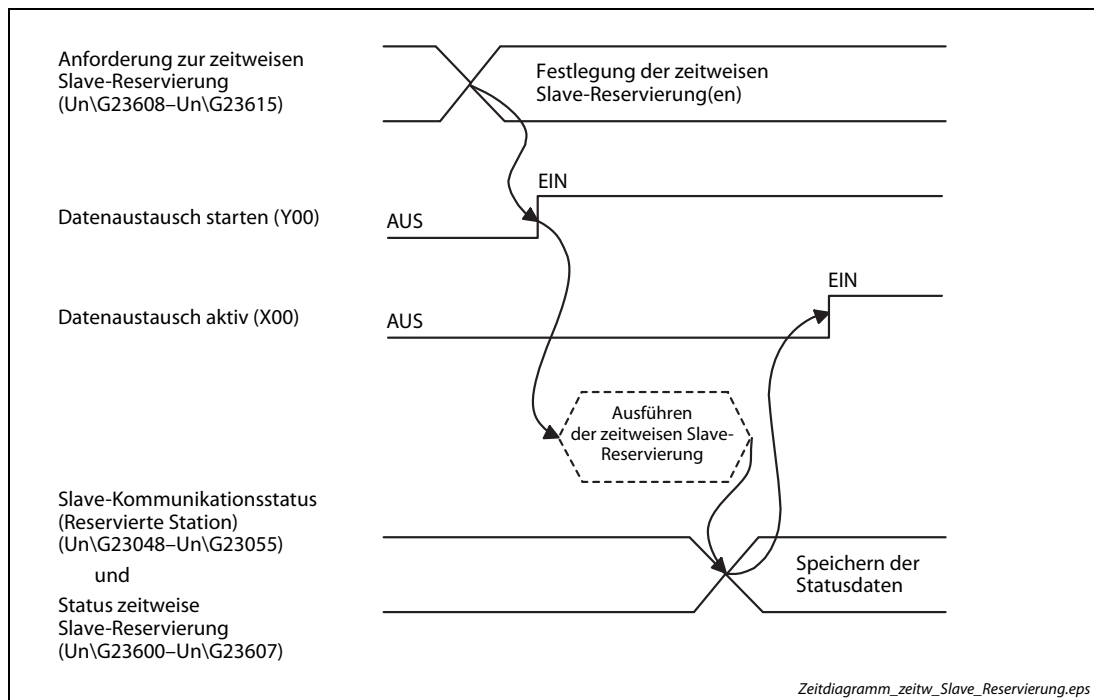 Anforderung zur zeitweisen
Slave-Reservierung
(Un\G23608–Un\G23615)
Festlegung der zeitweisen
Slave-Reservierung(en)
EIN
Datenaustausch starten (Y00)
AUS
EIN
Datenaustausch aktiv (X00)
AUS
Ausführen
der zeitweisen Slave-
Reservierung
Slave-Kommunikationsstatus
(Reservierte Station)
(Un\G23048–Un\G23055)
und
Status zeitweise
Slave-Reservierung
(Un\G23600–Un\G23607)
Speichern der
Statusdaten
Zeitdiagramm_zeitw_Slave_Reservierung.eps